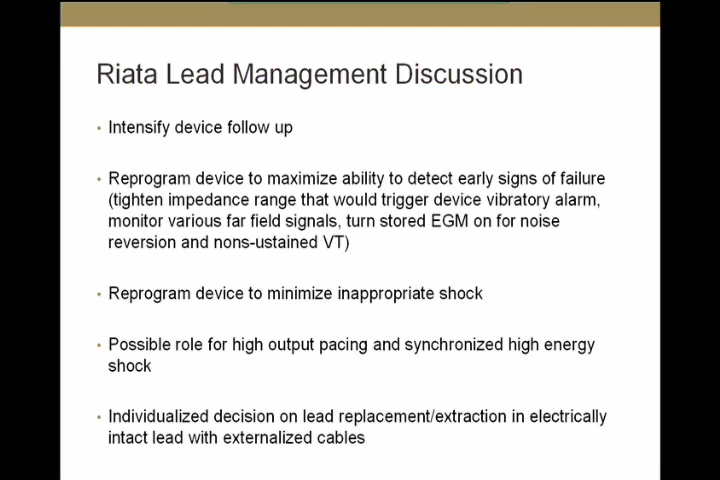 Riata Lead Management Discussion
• Intensify device follow up
• Reprogram device to maximize ability to detect early signs of failure
(tighten impedance range that would trigger device vibratory alarm,
monitor various far field signals, turn stored EGM on for noise
reversion and nons-ustained VT)
• Reprogram device to minimize inappropriate shock
• Possible role for high output pacing and synchronized high energy
shock
• Individualized decision on lead replacement/extraction in electrically
intact lead with externalized cables